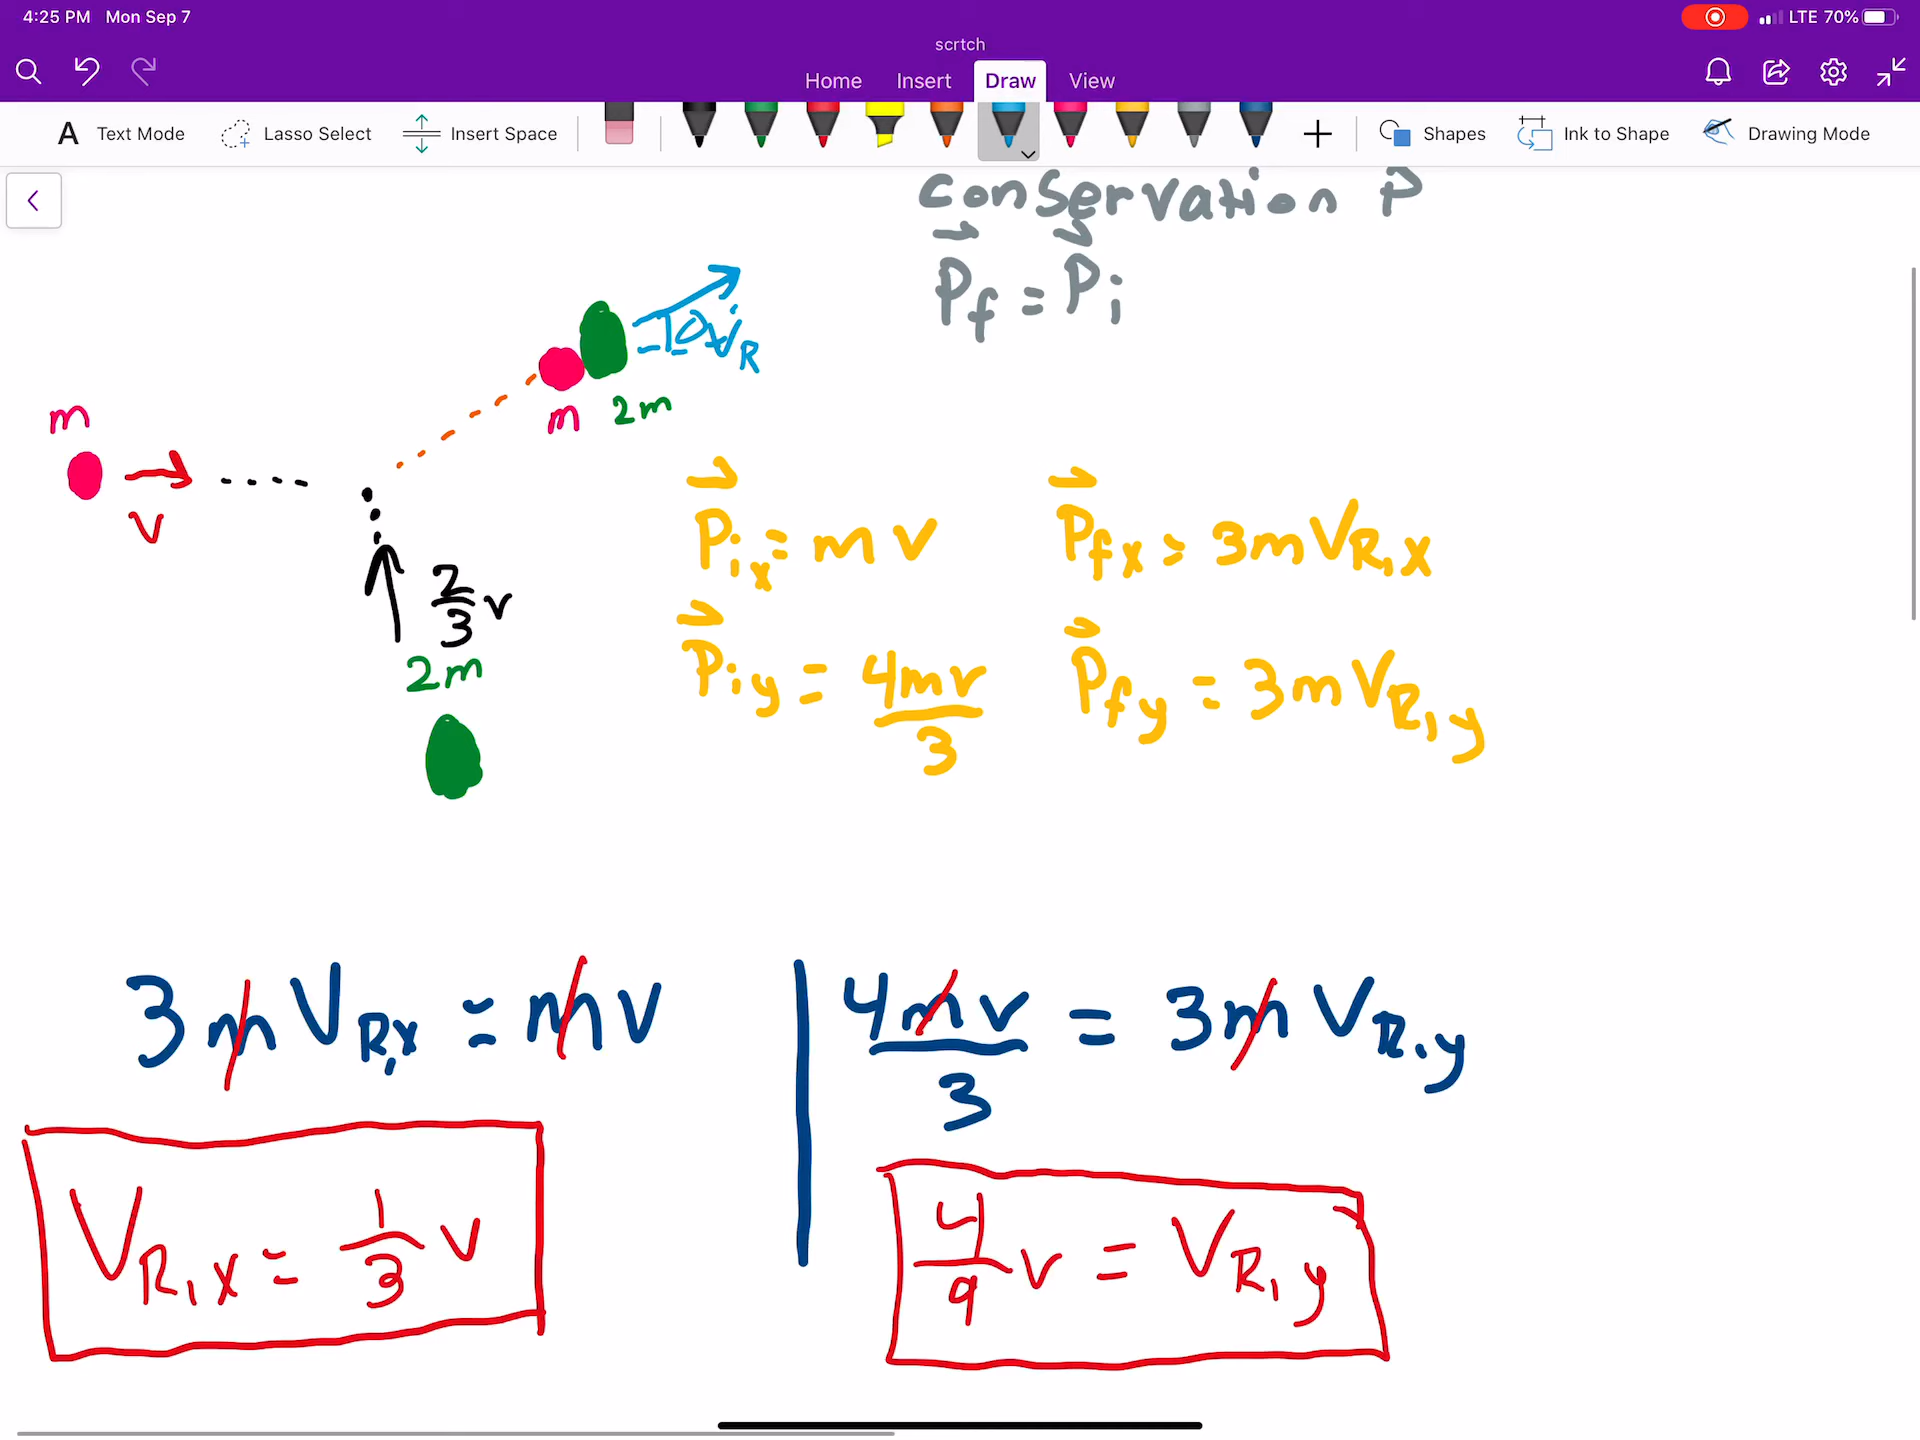 4:25 PM Mon Sep 7
LTE 70%
scrtch
Home Insert Draw View
A Text Mode Lasso Select Insert Space Shapes Ink to Shape Drawing Mode
Conservation P
Pf = Pi
VR
m 2m
m
V
2/3 v
2m
Pix = mv
Pfx = 3mVR,x
Piy = 4mv/3
Pfy = 3mVR,y
3mVR,x = mv
4mv/3 = 3mVR,y
VR,x = 1/3 v
4/9 v = VR,y